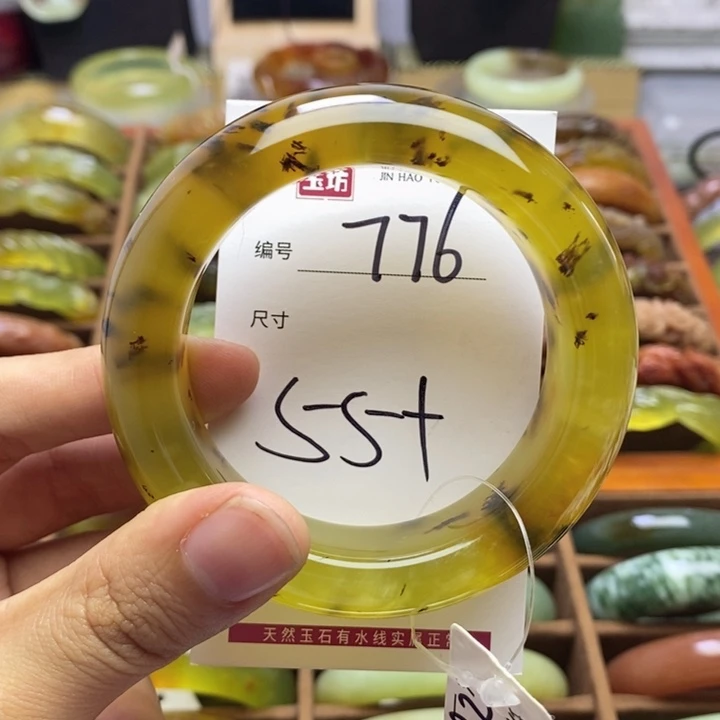 玉坊
JIN HAO Y
编号 776
尺寸
55+
天然玉石有水线实属正常